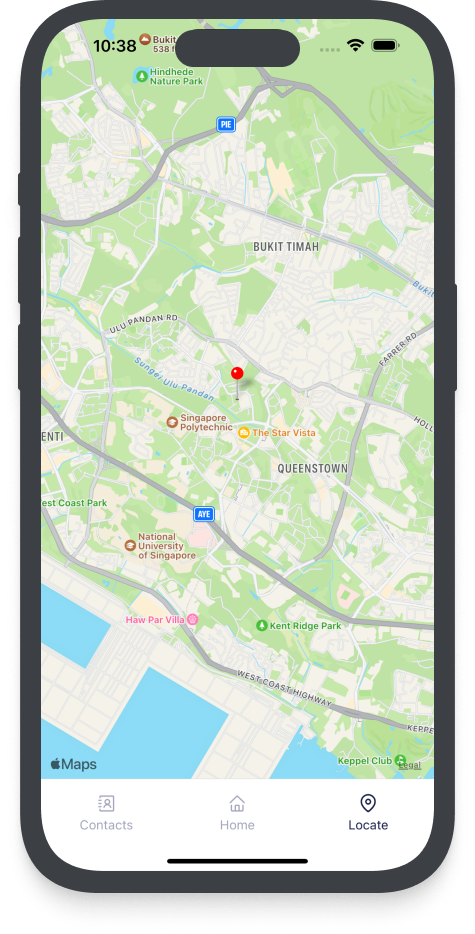 10:38
Bukit
538 f
Hindhede
Nature Park
PIE
BUKIT TIMAH
Bukit
ULU PANDAN RD
FARRER RD
Sungei Ulu Pandan
Singapore
Polytechnic
The Star Vista
HOLL
ENTI
QUEENSTOWN
est Coast Park
AYE
National
University
of Singapore
Haw Par Villa
Kent Ridge Park
WEST COAST HIGHWAY
KEPPE
Keppel Club
Maps
Legal
Contacts
Home
Locate